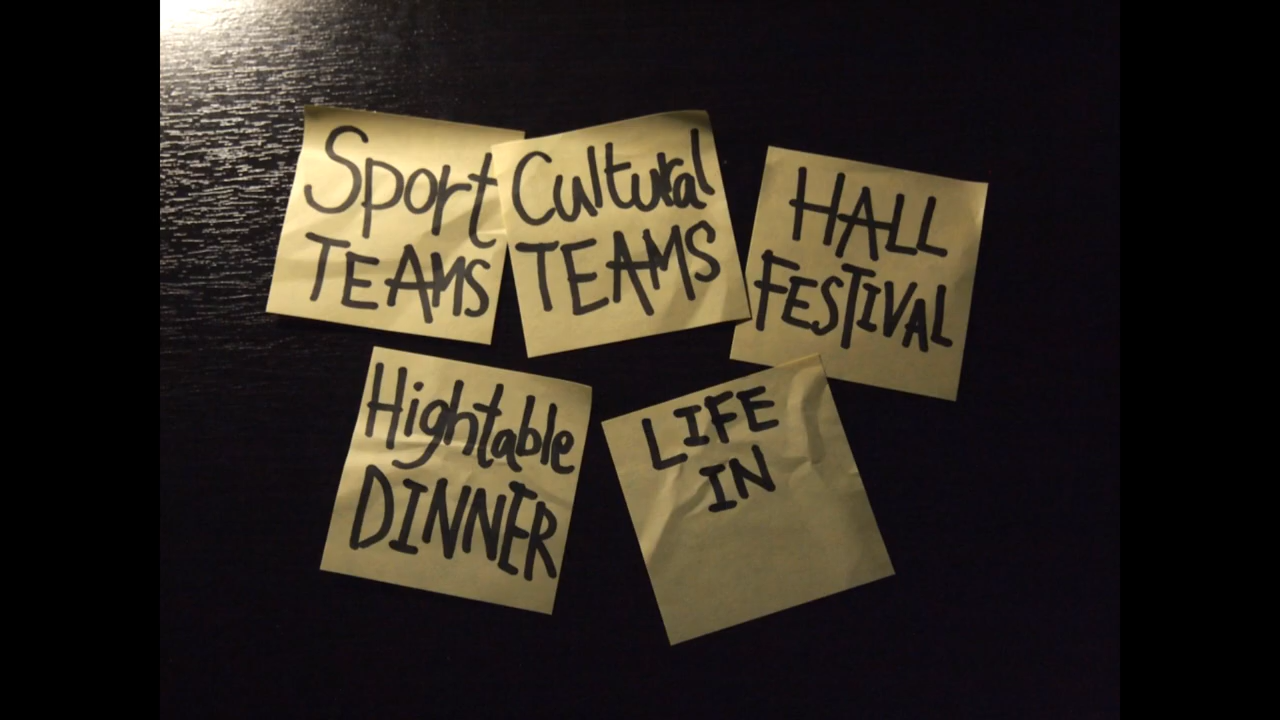 Sport
TEAMS
Cultural
TEAMS
HALL
FESTIVAL
Hightable
DINNER
LIFE
IN